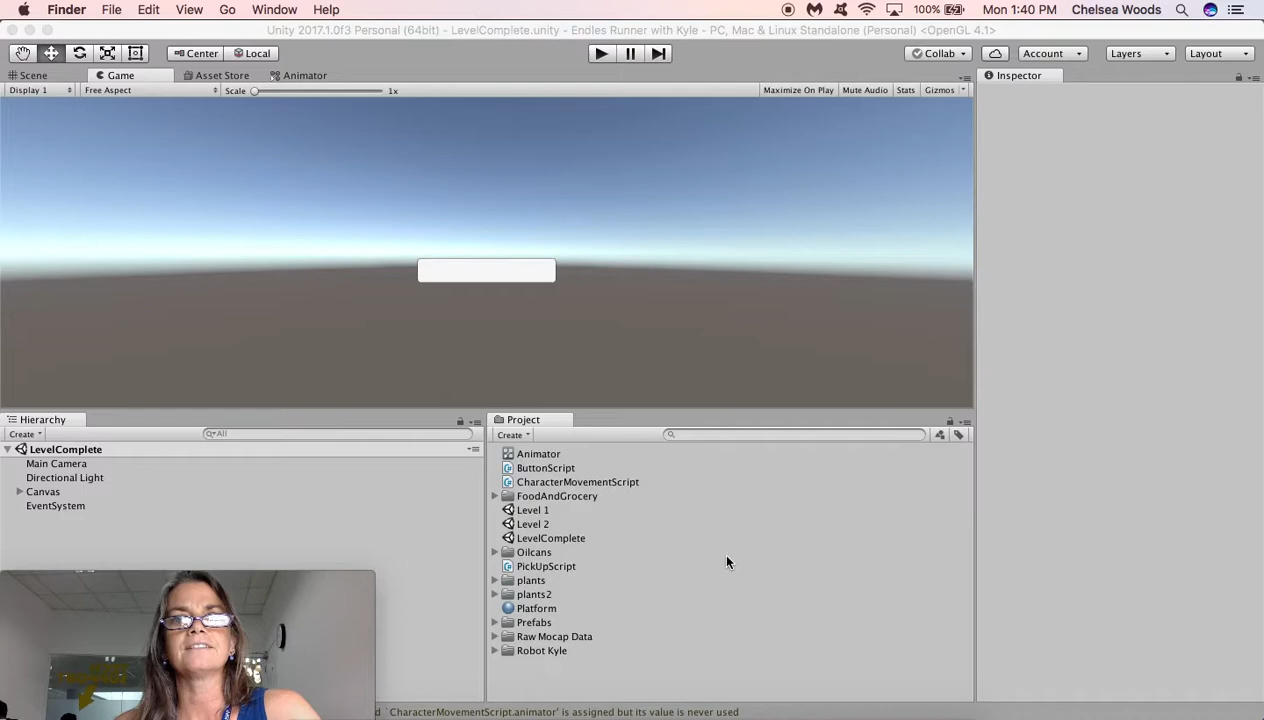 Finder File Edit View Go Window Help 100% Mon 1:40 PM Chelsea Woods
Unity 2017.1.0f3 Personal (64bit) - LevelComplete.unity - Endles Runner with Kyle - PC, Mac & Linux Standalone (Personal) <OpenGL 4.1>
Center Local Collab Account Layers Layout
Scene Game Asset Store Animator Inspector
Display 1 Free Aspect Scale 1x Maximize On Play Mute Audio Stats Gizmos
Hierarchy
Create All
LevelComplete
Main Camera
Directional Light
Canvas
EventSystem
Project
Create
Animator
ButtonScript
CharacterMovementScript
FoodAndGrocery
Level 1
Level 2
LevelComplete
Oilcans
PickUpScript
plants
plants2
Platform
Prefabs
Raw Mocap Data
Robot Kyle
`CharacterMovementScript.animator' is assigned but its value is never used